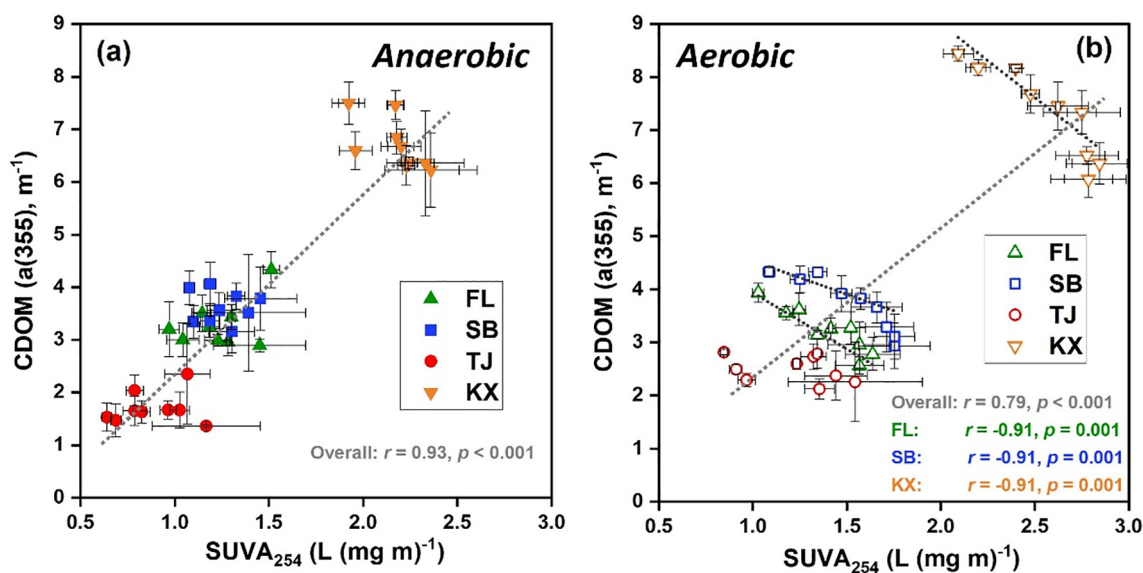 (a) Anaerobic
CDOM (a(355), m⁻¹)
9
8
7
6
5
4
3
2
1
0
FL
SB
TJ
KX
Overall: r = 0.93, p < 0.001
0.5 1.0 1.5 2.0 2.5 3.0
SUVA₂₅₄ (L (mg m)⁻¹)
Aerobic (b)
CDOM (a(355), m⁻¹)
9
8
7
6
5
4
3
2
1
0
FL
SB
TJ
KX
Overall: r = 0.79, p < 0.001
FL: r = -0.91, p = 0.001
SB: r = -0.91, p = 0.001
KX: r = -0.91, p = 0.001
0.5 1.0 1.5 2.0 2.5 3.0
SUVA₂₅₄ (L (mg m)⁻¹)